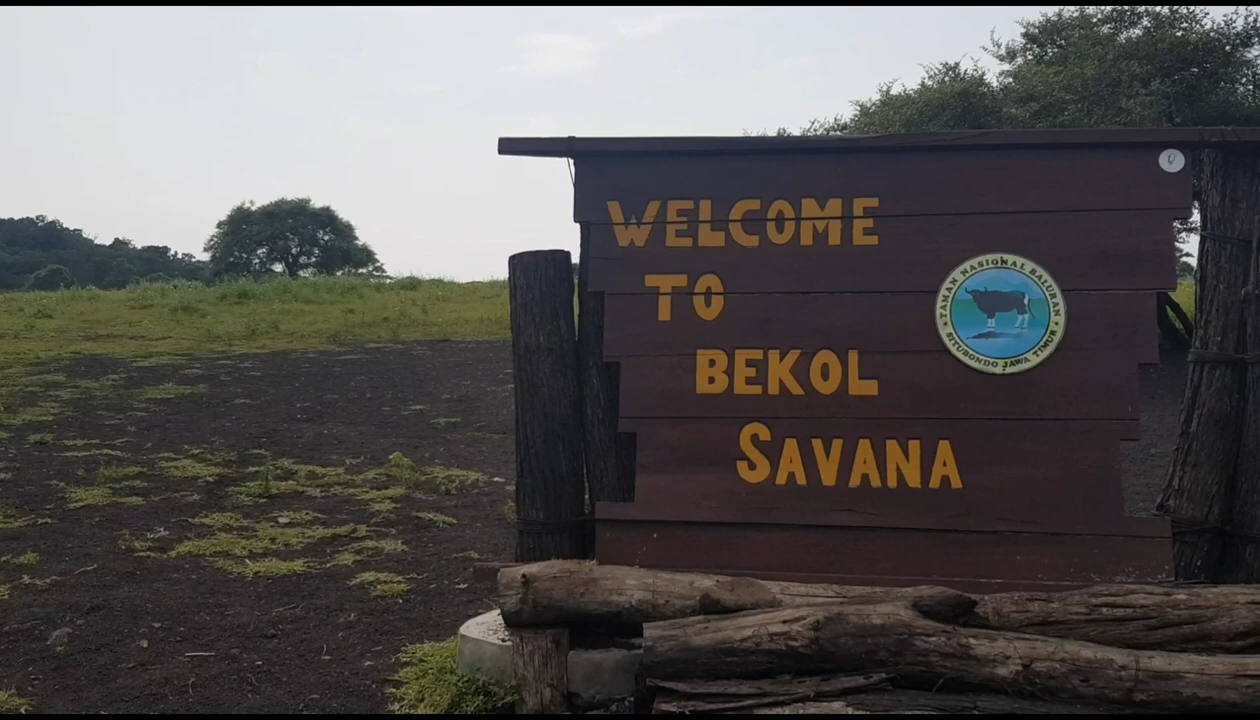 WELCOME
TO
BEKOL
SAVANA
TAMAN NASIONAL BALURAN
SITUBONDO JAWA TIMUR